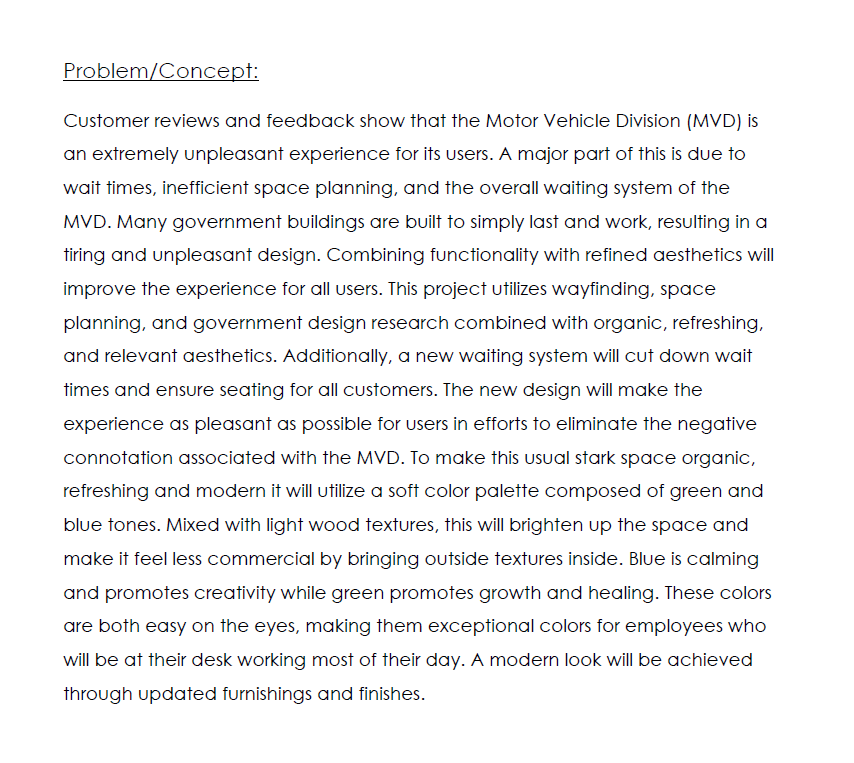 Problem/Concept:
Customer reviews and feedback show that the Motor Vehicle Division (MVD) is
an extremely unpleasant experience for its users. A major part of this is due to
wait times, inefficient space planning, and the overall waiting system of the
MVD. Many government buildings are built to simply last and work, resulting in a
tiring and unpleasant design. Combining functionality with refined aesthetics will
improve the experience for all users. This project utilizes wayfinding, space
planning, and government design research combined with organic, refreshing,
and relevant aesthetics. Additionally, a new waiting system will cut down wait
times and ensure seating for all customers. The new design will make the
experience as pleasant as possible for users in efforts to eliminate the negative
connotation associated with the MVD. To make this usual stark space organic,
refreshing and modern it will utilize a soft color palette composed of green and
blue tones. Mixed with light wood textures, this will brighten up the space and
make it feel less commercial by bringing outside textures inside. Blue is calming
and promotes creativity while green promotes growth and healing. These colors
are both easy on the eyes, making them exceptional colors for employees who
will be at their desk working most of their day. A modern look will be achieved
through updated furnishings and finishes.